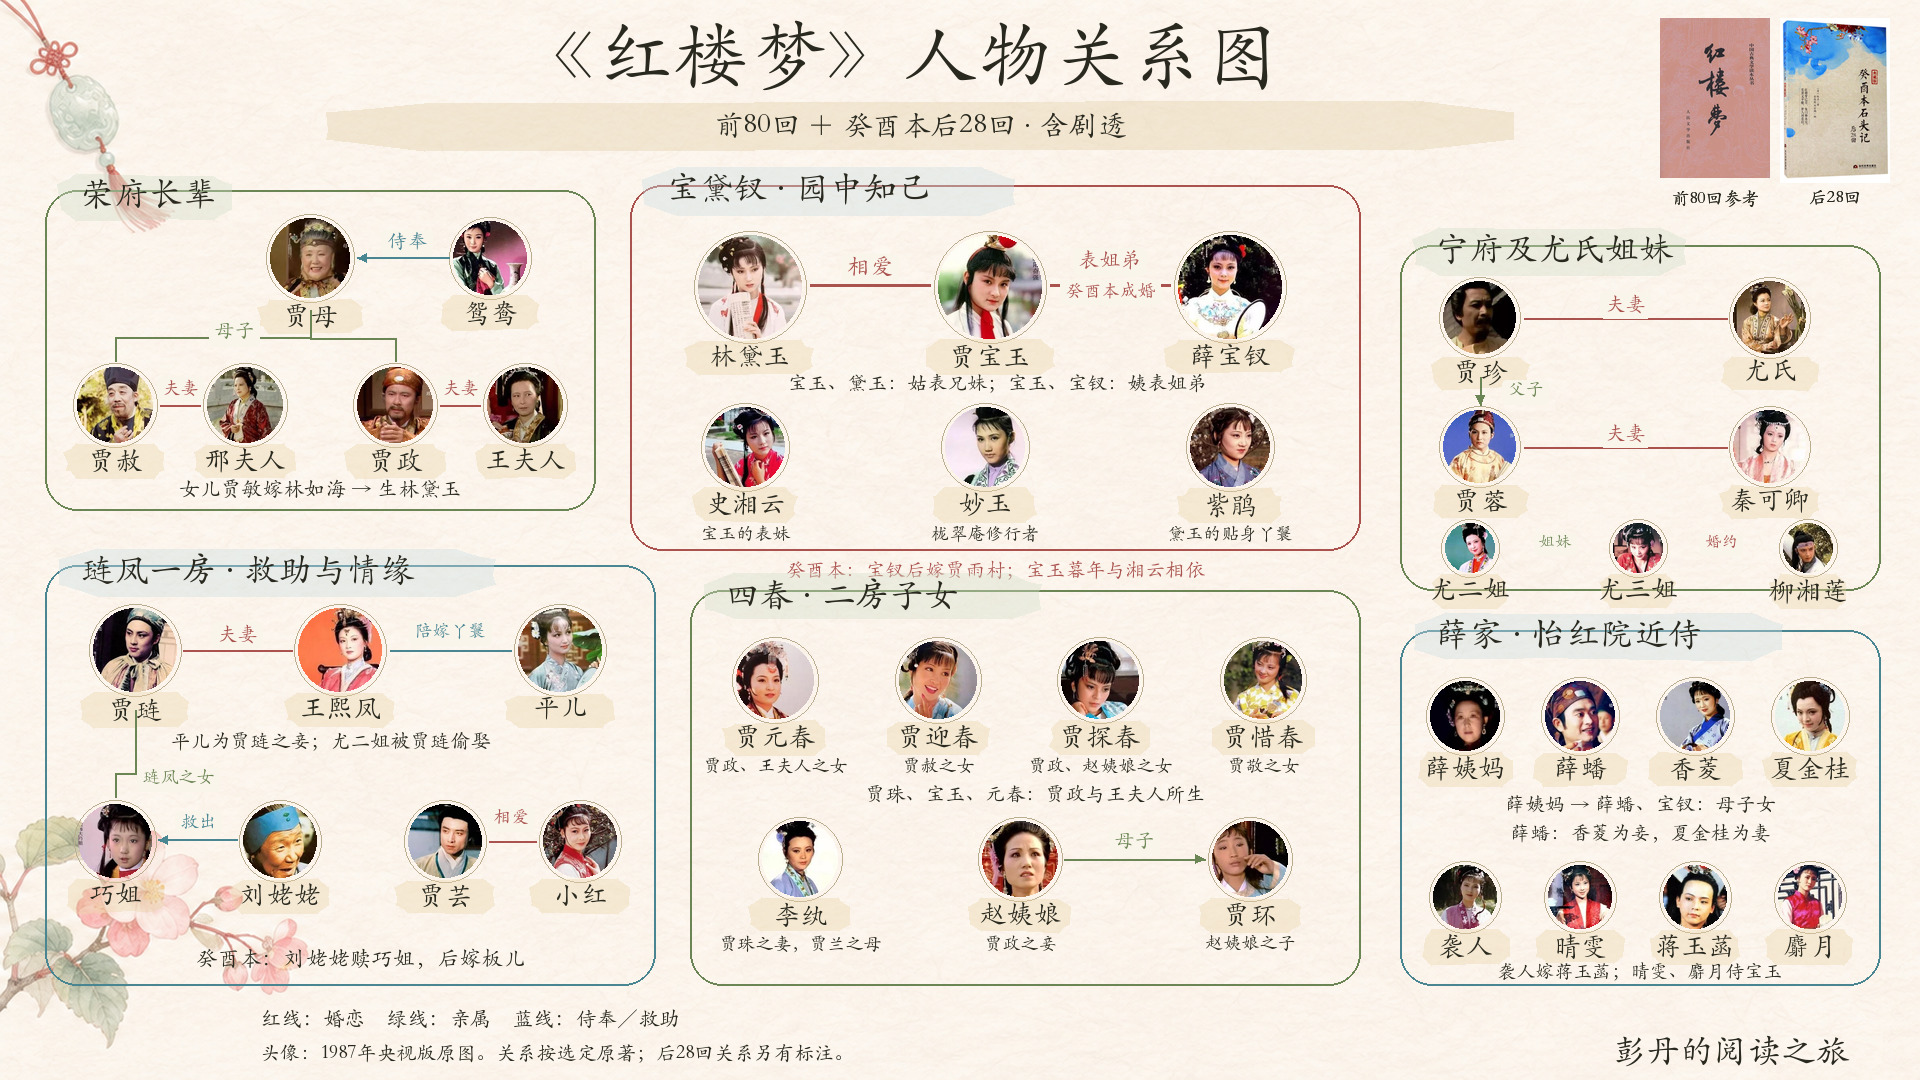 《红楼梦》人物关系图
前80回 + 癸酉本后28回·含剧透
红楼梦
癸酉本石头记
前80回参考
后28回
荣府长辈
侍奉
贾母
鸳鸯
母子
夫妻
夫妻
贾赦
邢夫人
贾政
王夫人
女儿贾敏嫁林如海→生林黛玉
宝黛钗·园中知己
相爱
表姐弟
癸酉本成婚
林黛玉
贾宝玉
薛宝钗
宝玉、黛玉：姑表兄妹；宝玉、宝钗：姨表姐弟
史湘云
妙玉
紫鹃
宝玉的表妹
栊翠庵修行者
黛玉的贴身丫鬟
癸酉本：宝钗后嫁贾雨村；宝玉暮年与湘云相依
宁府及尤氏姐妹
夫妻
贾珍
尤氏
父子
夫妻
贾蓉
秦可卿
姐妹
婚约
尤二姐
尤三姐
柳湘莲
琏凤一房·救助与情缘
夫妻
陪嫁丫鬟
贾琏
王熙凤
平儿
平儿为贾琏之妾；尤二姐被贾琏偷娶
琏凤之女
救出
相爱
巧姐
刘姥姥
贾芸
小红
癸酉本：刘姥姥赎巧姐，后嫁板儿
四春·二房子女
贾元春
贾迎春
贾探春
贾惜春
贾政、王夫人之女
贾赦之女
贾政、赵姨娘之女
贾敬之女
贾珠、宝玉、元春：贾政与王夫人所生
母子
李纨
赵姨娘
贾环
贾珠之妻，贾兰之母
贾政之妾
赵姨娘之子
薛家·怡红院近侍
薛姨妈
薛蟠
香菱
夏金桂
薛姨妈→薛蟠、宝钗：母子女
薛蟠：香菱为妾，夏金桂为妻
袭人
晴雯
蒋玉菡
麝月
袭人嫁蒋玉菡；晴雯、麝月侍宝玉
红线：婚恋 绿线：亲属 蓝线：侍奉／救助
头像：1987年央视版原图。关系按选定原著；后28回关系另有标注。
彭丹的阅读之旅